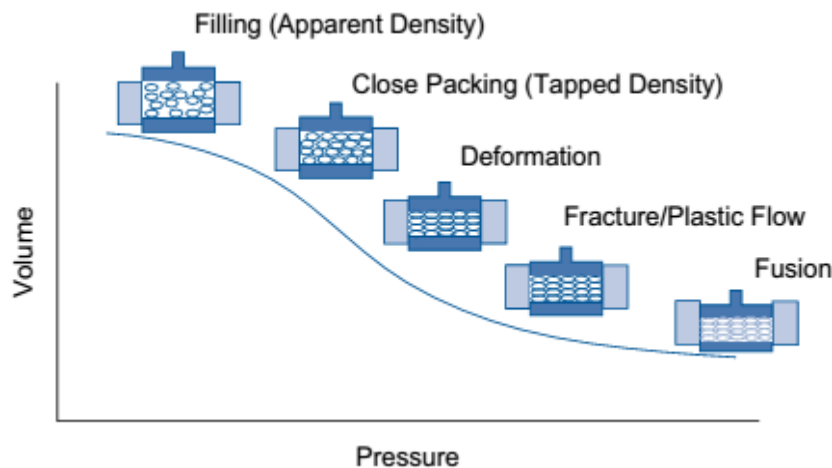 Filling (Apparent Density)
Close Packing (Tapped Density)
Deformation
Fracture/Plastic Flow
Fusion
Volume
Pressure